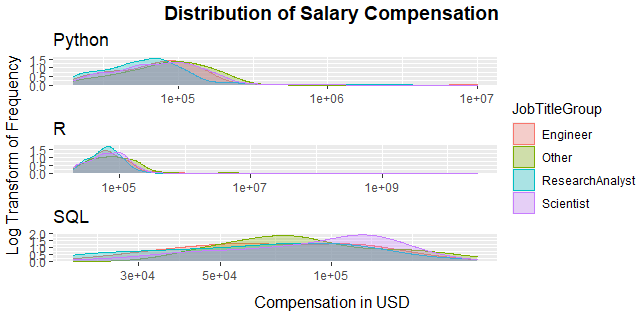 Distribution of Salary Compensation
Python
1.5
1.0
0.5
0.0
1e+05 1e+06 1e+07
R
1.5
1.0
0.5
0.0
1e+05 1e+07 1e+09
SQL
2.0
1.5
1.0
0.5
0.0
3e+04 5e+04 1e+05
Log Transform of Frequency
Compensation in USD
JobTitleGroup
Engineer
Other
ResearchAnalyst
Scientist